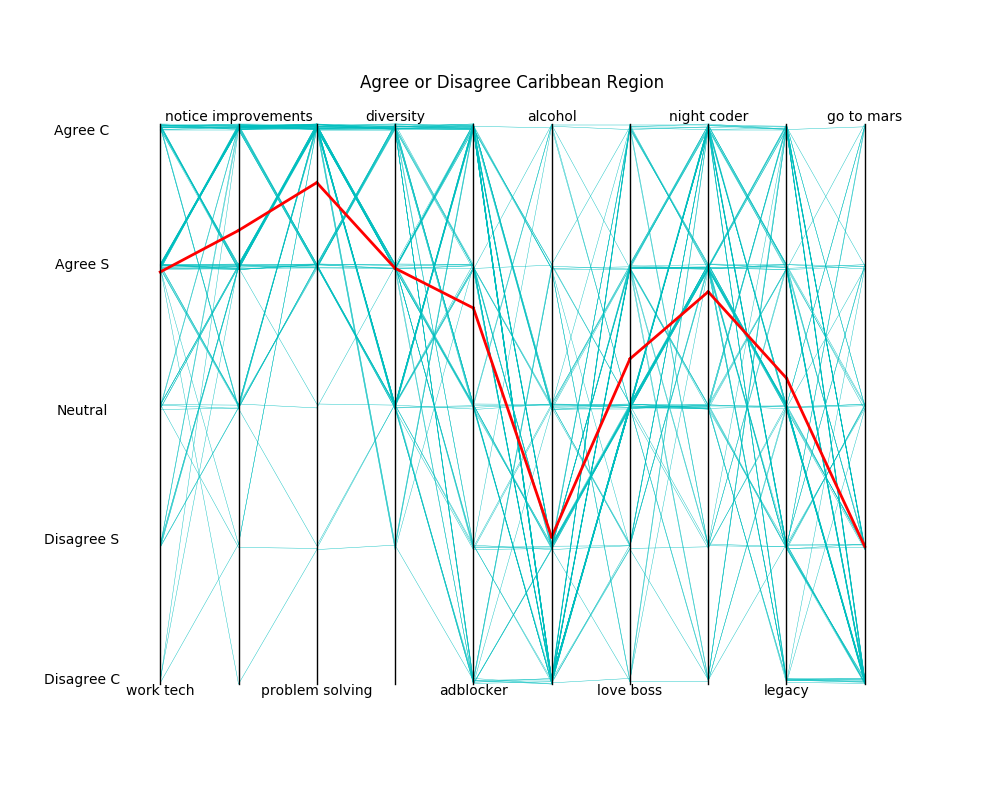 Agree or Disagree Caribbean Region
notice improvements diversity alcohol night coder go to mars
Agree C
Agree S
Neutral
Disagree S
Disagree C
work tech problem solving adblocker love boss legacy